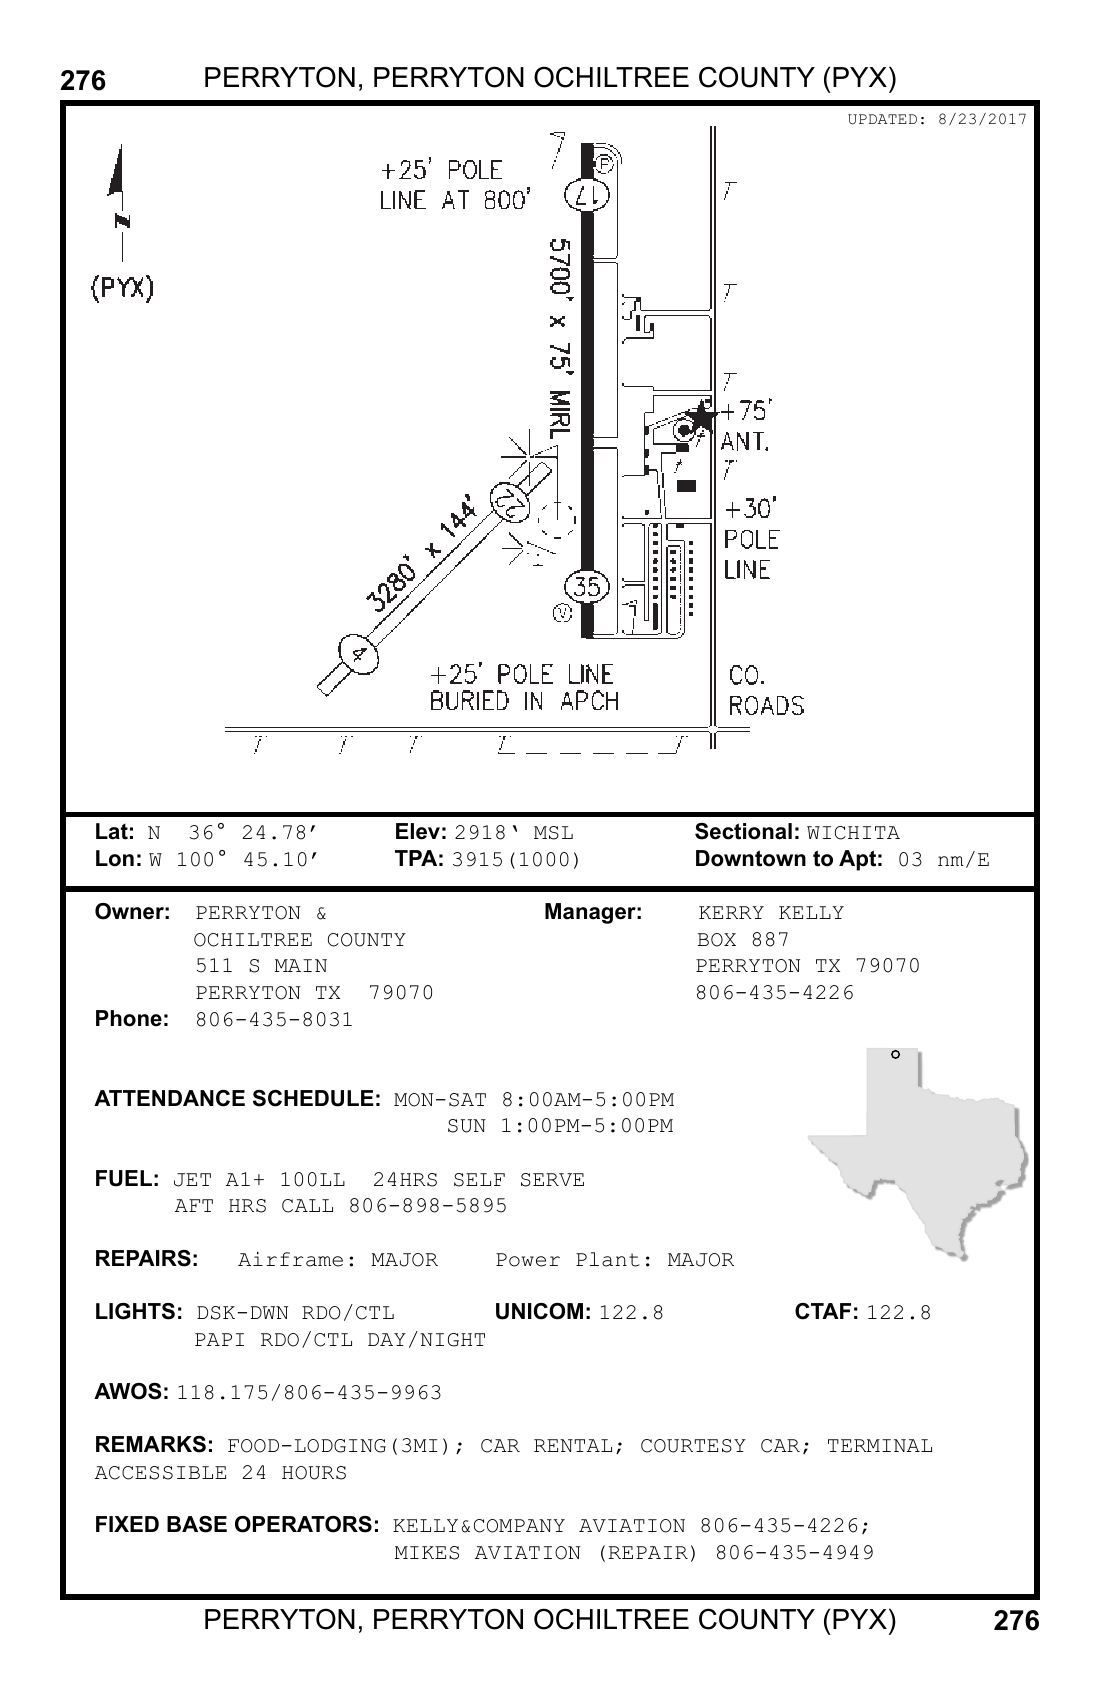 276 PERRYTON, PERRYTON OCHILTREE COUNTY (PYX)
UPDATED: 8/23/2017
N
(PYX)
+25' POLE
LINE AT 800'
P
17
5700' x 75' MIRL
+75'
ANT.
+30'
POLE
LINE
22
3280' x 144'
4
35
V
+25' POLE LINE
BURIED IN APCH
CO.
ROADS
Lat: N 36° 24.78′ Elev: 2918‛ MSL Sectional: WICHITA
Lon: W 100° 45.10′ TPA: 3915(1000) Downtown to Apt: 03 nm/E
Owner: PERRYTON & Manager: KERRY KELLY
OCHILTREE COUNTY BOX 887
511 S MAIN PERRYTON TX 79070
PERRYTON TX 79070 806-435-4226
Phone: 806-435-8031
ATTENDANCE SCHEDULE: MON-SAT 8:00AM-5:00PM
SUN 1:00PM-5:00PM
FUEL: JET A1+ 100LL 24HRS SELF SERVE
AFT HRS CALL 806-898-5895
REPAIRS: Airframe: MAJOR Power Plant: MAJOR
LIGHTS: DSK-DWN RDO/CTL UNICOM: 122.8 CTAF: 122.8
PAPI RDO/CTL DAY/NIGHT
AWOS: 118.175/806-435-9963
REMARKS: FOOD-LODGING(3MI); CAR RENTAL; COURTESY CAR; TERMINAL
ACCESSIBLE 24 HOURS
FIXED BASE OPERATORS: KELLY&COMPANY AVIATION 806-435-4226;
MIKES AVIATION (REPAIR) 806-435-4949
PERRYTON, PERRYTON OCHILTREE COUNTY (PYX) 276